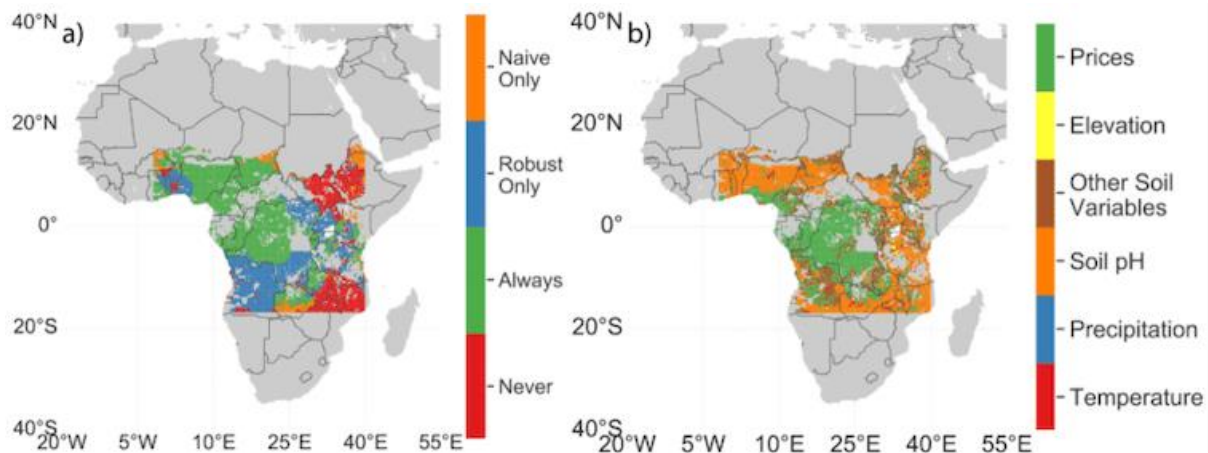 a)
40°N
20°N
0°
20°S
40°S
20°W
5°W
10°E
25°E
40°E
55°E
Naive
Only
Robust
Only
Always
Never
b)
40°N
20°N
0°
20°S
40°S
20°W
5°W
10°E
25°E
40°E
55°E
Prices
Elevation
Other Soil
Variables
Soil pH
Precipitation
Temperature